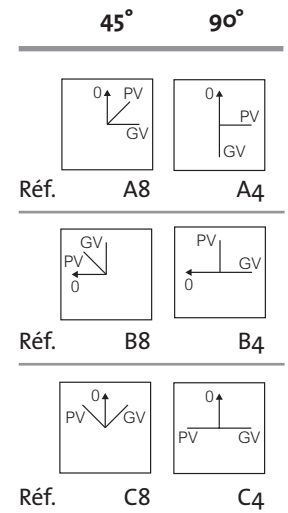 45° 90°
0 PV 0
GV PV
GV
Réf. A8 A4
GV PV
PV GV
0 0
Réf. B8 B4
0 0
PV GV PV GV
Réf. C8 C4